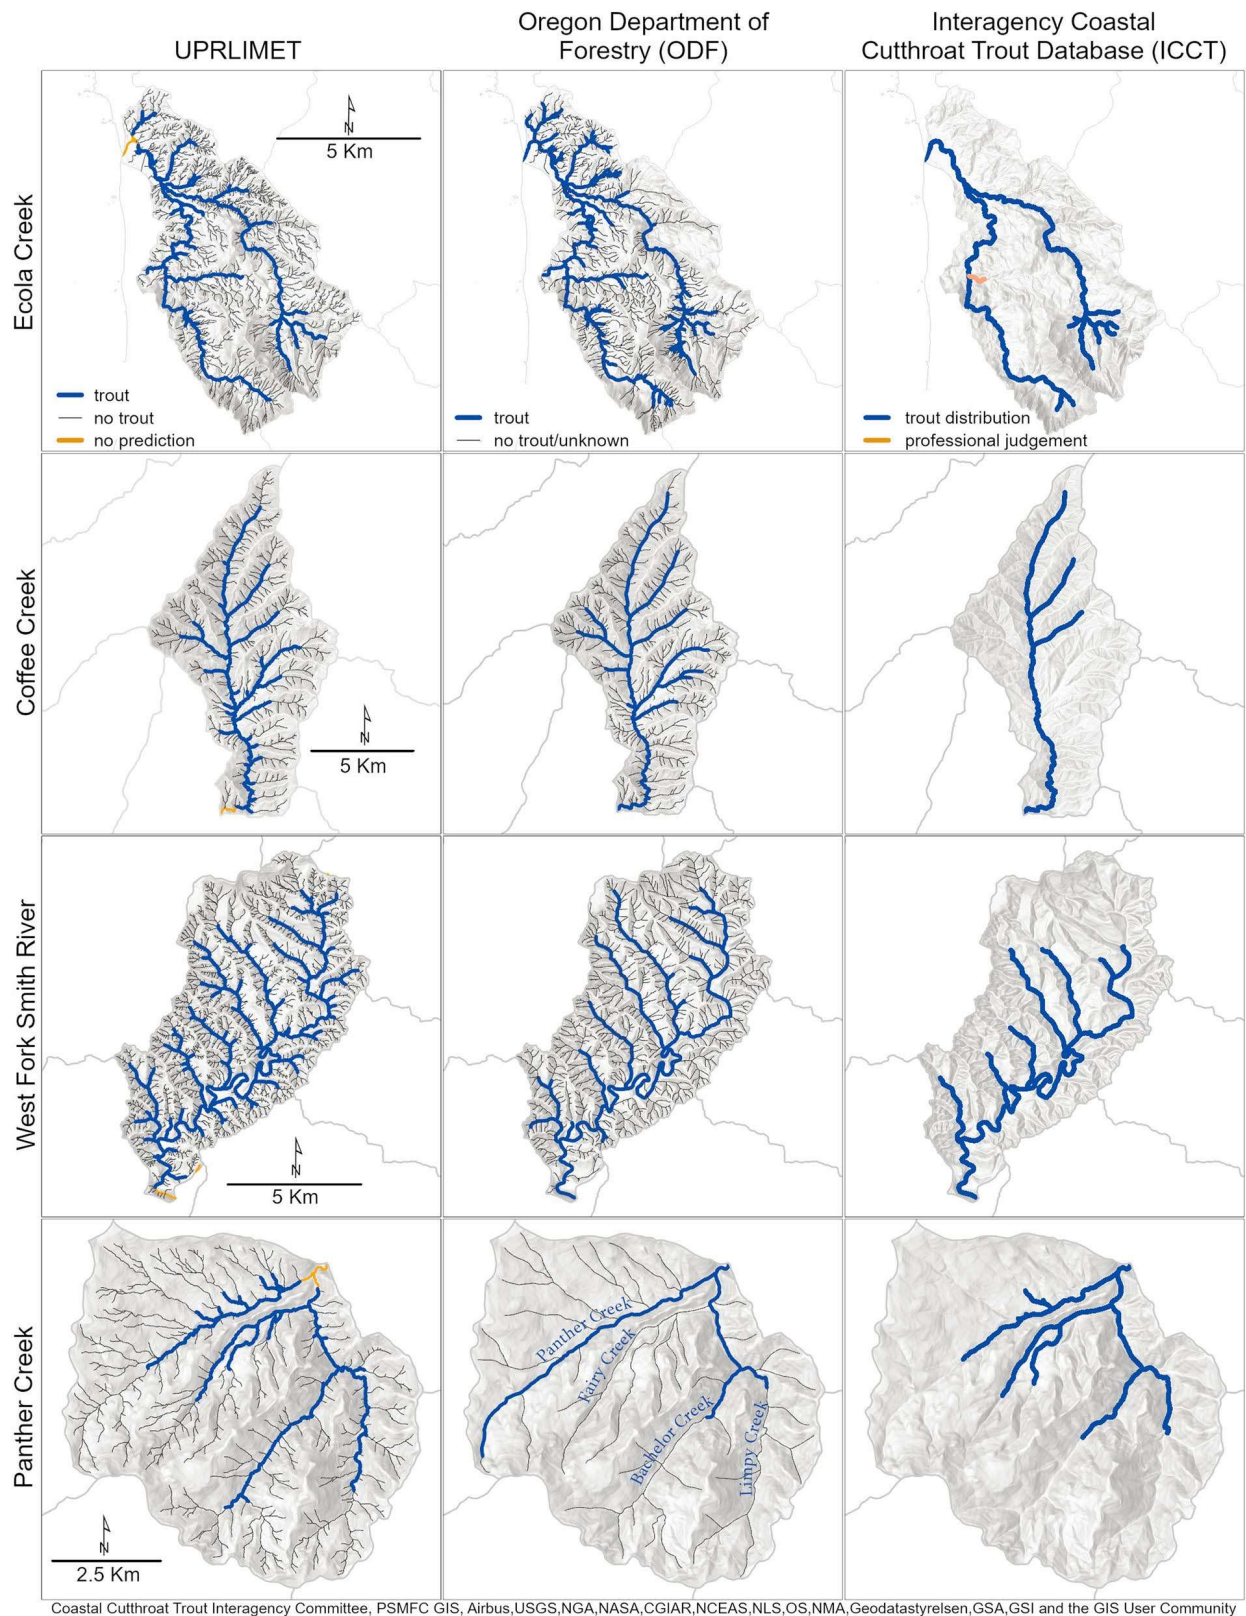 UPRLIMET
Oregon Department of
Forestry (ODF)
Interagency Coastal
Cutthroat Trout Database (ICCT)
Ecola Creek
N
5 Km
trout
no trout
no prediction
trout
no trout/unknown
trout distribution
professional judgement
Coffee Creek
N
5 Km
West Fork Smith River
N
5 Km
Panther Creek
N
2.5 Km
Panther Creek
Fairy Creek
Bachelor Creek
Limpy Creek
Coastal Cutthroat Trout Interagency Committee, PSMFC GIS, Airbus,USGS,NGA,NASA,CGIAR,NCEAS,NLS,OS,NMA,Geodatastyrelsen,GSA,GSI and the GIS User Community